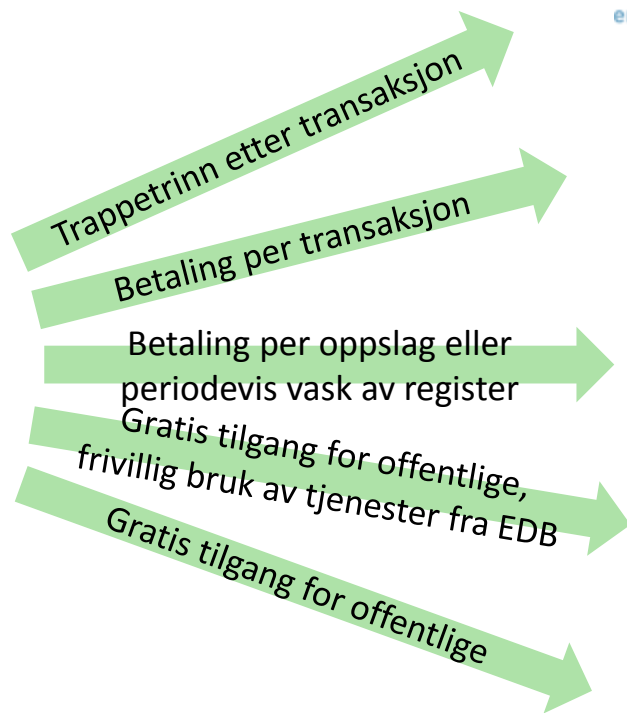 Trappetrinn etter transaksjon
Betaling per transaksjon
Betaling per oppslag eller
periodevis vask av register
Gratis tilgang for offentlige,
frivillig bruk av tjenester fra EDB
Gratis tilgang for offentlige